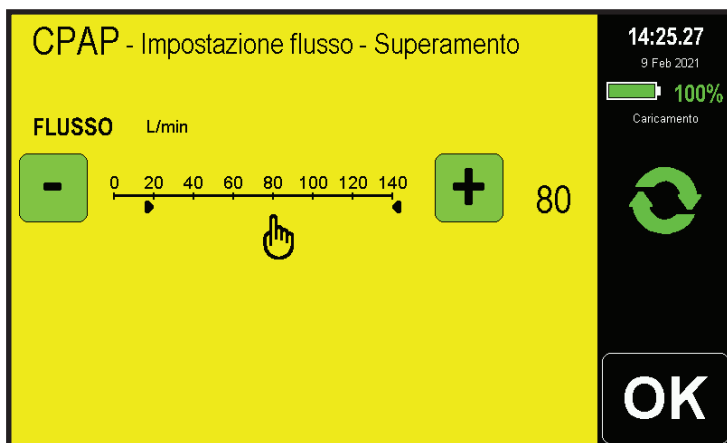 CPAP - Impostazione flusso - Superamento
14:25.27
9 Feb 2021
100%
Caricamento
FLUSSO L/min
- 0 20 40 60 80 100 120 140 + 80
OK